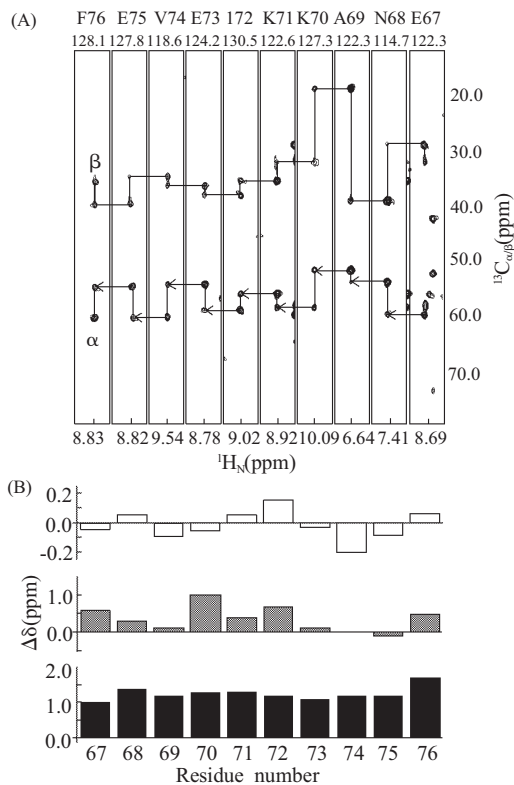 (A)
F76 E75 V74 E73 I72 K71 K70 A69 N68 E67
128.1 127.8 118.6 124.2 130.5 122.6 127.3 122.3 114.7 122.3
20.0
30.0
β
40.0
13Cα/β(ppm)
50.0
60.0
α
70.0
8.83 8.82 9.54 8.78 9.02 8.92 10.09 6.64 7.41 8.69
1HN(ppm)
(B)
0.2
0.0
-0.2
1.0
0.0
Δδ(ppm)
2.0
1.0
0.0
67 68 69 70 71 72 73 74 75 76
Residue number